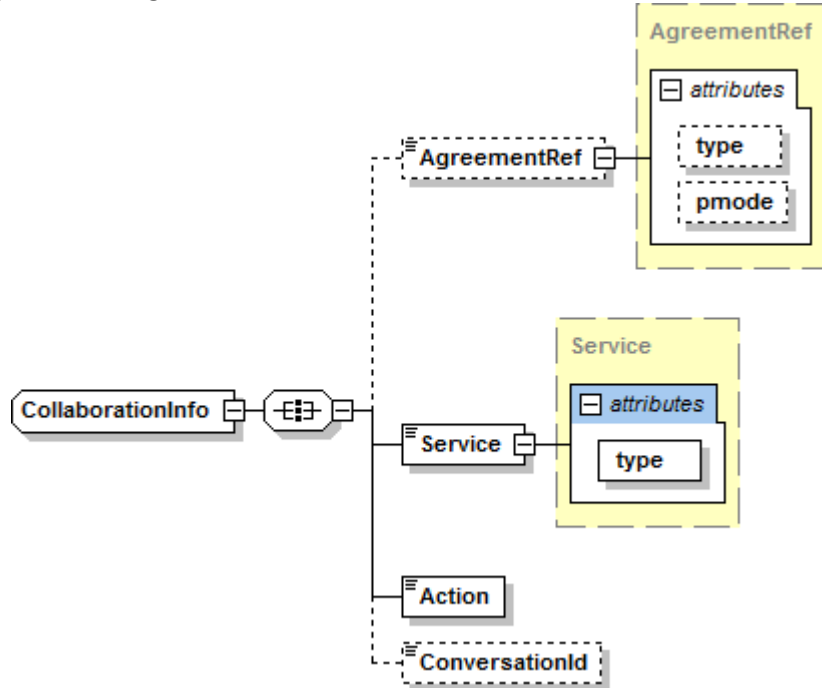 AgreementRef
attributes
type
pmode
AgreementRef
Service
attributes
type
CollaborationInfo
Service
Action
ConversationId